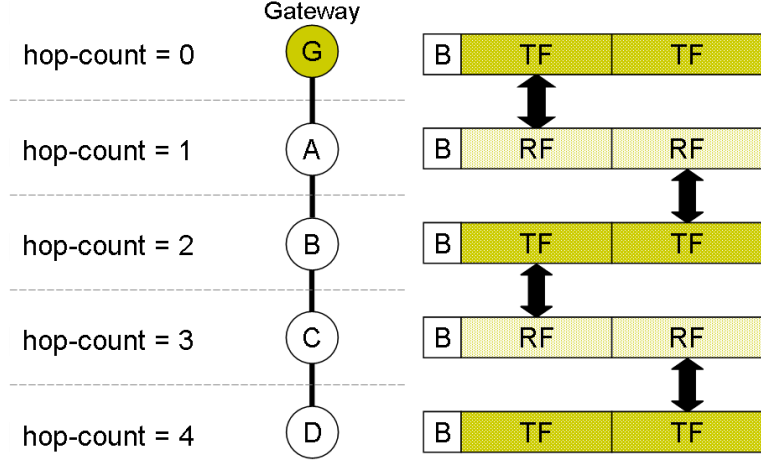 Gateway
hop-count = 0 G B TF TF
hop-count = 1 A B RF RF
hop-count = 2 B B TF TF
hop-count = 3 C B RF RF
hop-count = 4 D B TF TF